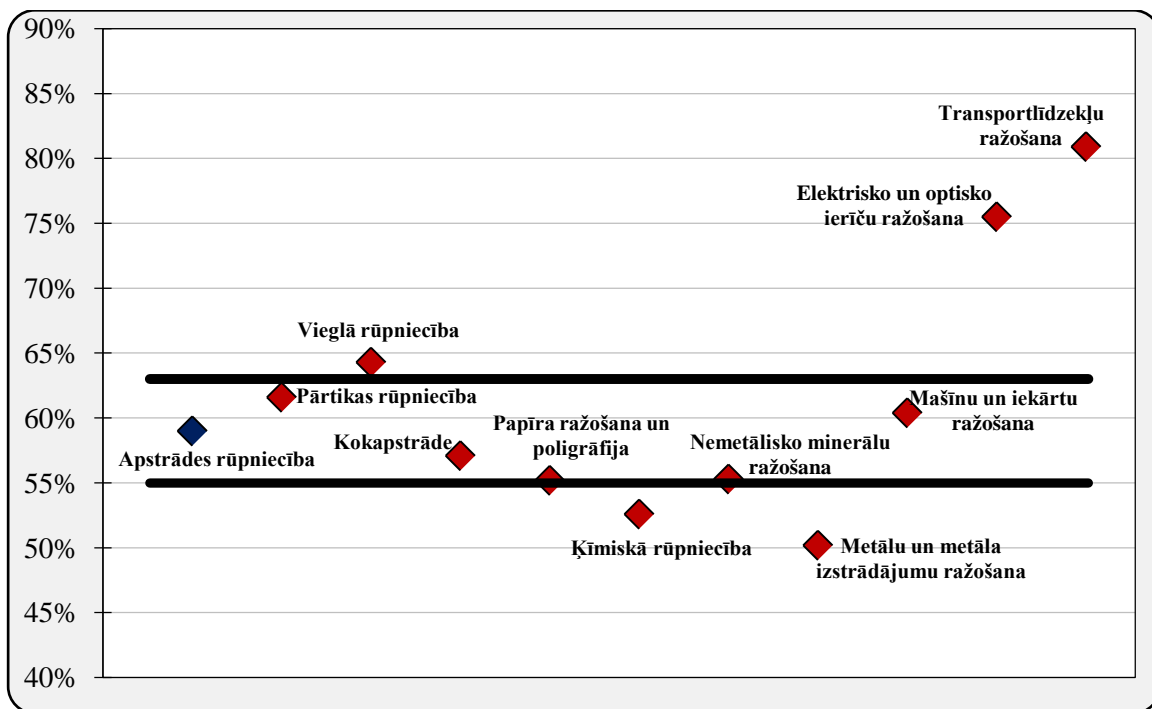 90%
85%
80%
75%
70%
65%
60%
55%
50%
45%
40%
Transportlīdzekļu
ražošana
Elektrisko un optisko
ierīču ražošana
Vieglā rūpniecība
Pārtikas rūpniecība
Mašīnu un iekārtu
ražošana
Apstrādes rūpniecība
Kokapstrāde
Papīra ražošana un
poligrāfija
Nemetālisko minerālu
ražošana
Ķīmiskā rūpniecība
Metālu un metāla
izstrādājumu ražošana